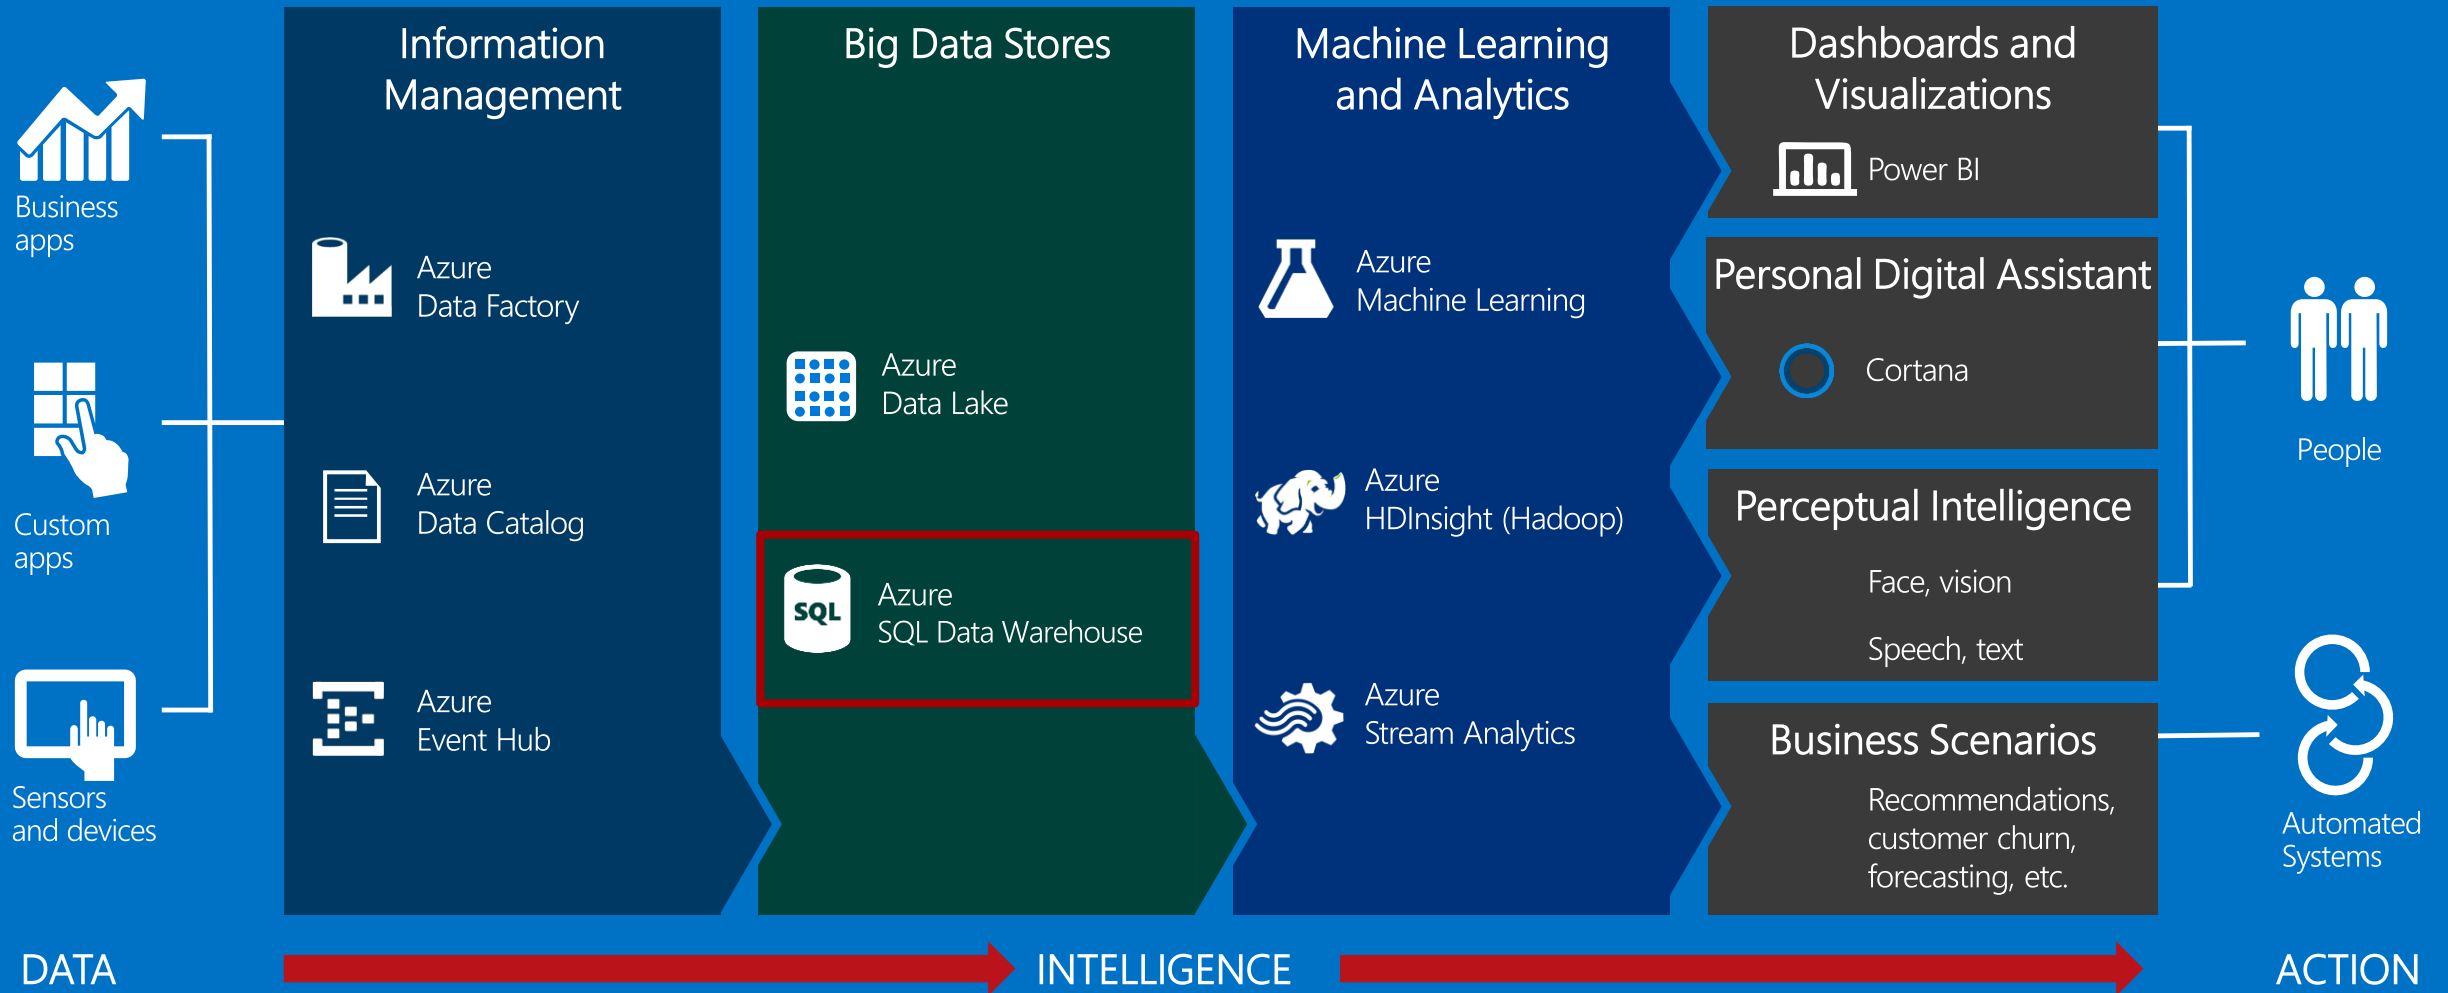 Business
apps
Custom
apps
Sensors
and devices
Information
Management
Azure
Data Factory
Azure
Data Catalog
Azure
Event Hub
Big Data Stores
Azure
Data Lake
SQL
Azure
SQL Data Warehouse
Machine Learning
and Analytics
Azure
Machine Learning
Azure
HDInsight (Hadoop)
Azure
Stream Analytics
Dashboards and
Visualizations
Power BI
Personal Digital Assistant
Cortana
Perceptual Intelligence
Face, vision
Speech, text
Business Scenarios
Recommendations,
customer churn,
forecasting, etc.
People
Automated
Systems
DATA
INTELLIGENCE
ACTION